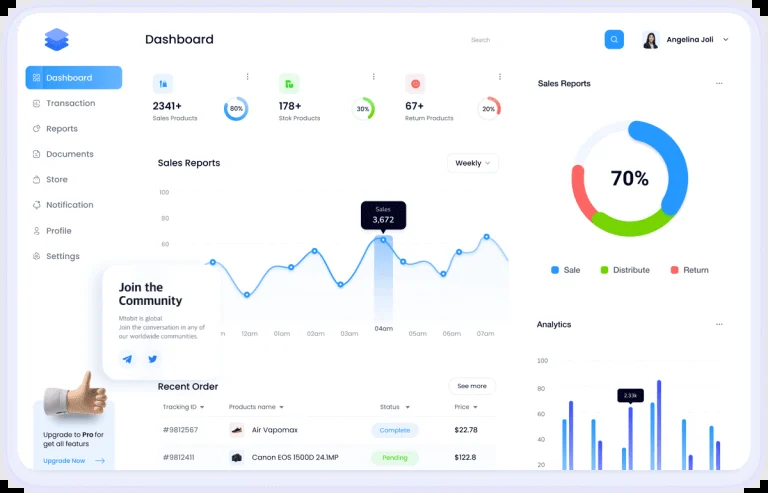 Dashboard
Search
Angelina Joli
Dashboard
Transaction
Reports
Documents
Store
Notification
Profile
Settings
2341+
Sales Products
80%
178+
Stok Products
30%
67+
Return Products
20%
Sales Reports
Weekly
100
80
60
Sales
3,672
12am
01am
02am
03am
04am
05am
06am
07am
Join the
Community
Mtobit is global.
Join the conversation in any of
our worldwide communities.
Upgrade to Pro for
get all featurs
Upgrade Now
Recent Order
See more
Tracking ID
Products name
Status
Price
#9812567
Air Vapomax
Complete
$22.78
#9812411
Canon EOS 1500D 24.1MP
Pending
$122.8
Sales Reports
70%
Sale
Distribute
Return
Analytics
100
80
60
40
20
2.33k